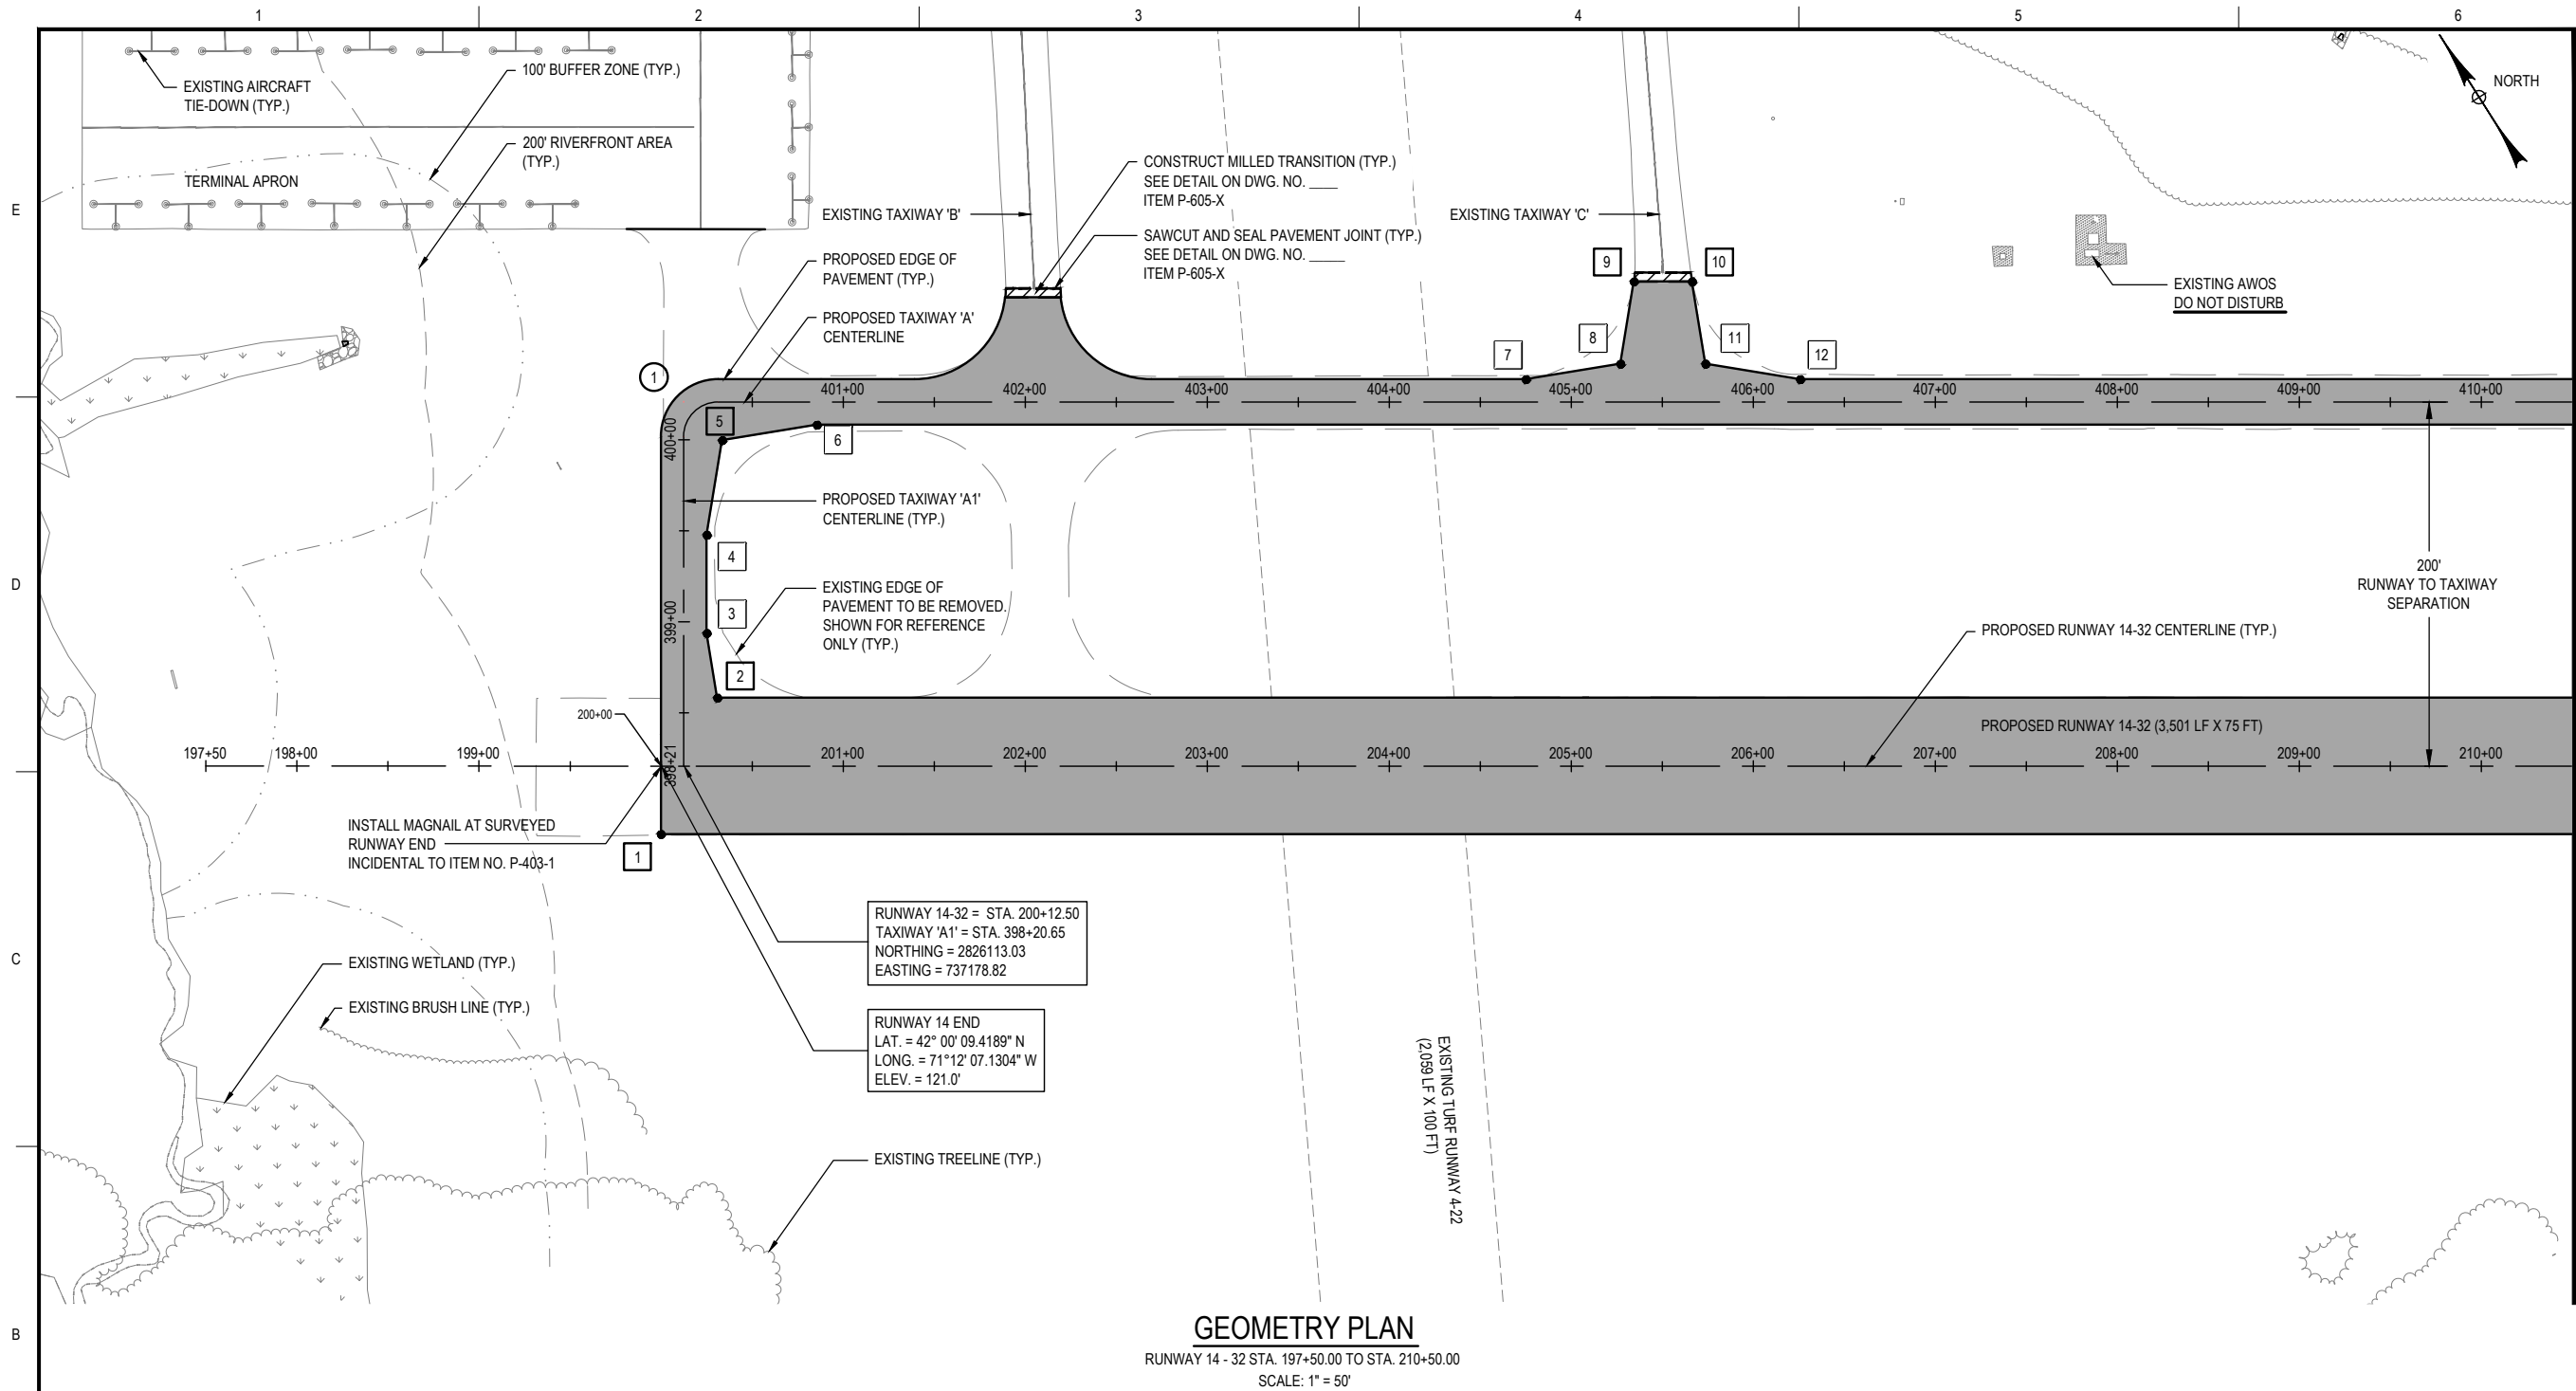 1 2 3 4 5 6
E
D
C
B
EXISTING AIRCRAFT
TIE-DOWN (TYP.)
100' BUFFER ZONE (TYP.)
200' RIVERFRONT AREA
(TYP.)
TERMINAL APRON
EXISTING TAXIWAY 'B'
CONSTRUCT MILLED TRANSITION (TYP.)
SEE DETAIL ON DWG. NO. ____
ITEM P-605-X
SAWCUT AND SEAL PAVEMENT JOINT (TYP.)
SEE DETAIL ON DWG. NO. _____
ITEM P-605-X
EXISTING TAXIWAY 'C'
NORTH
EXISTING AWOS
DO NOT DISTURB
PROPOSED EDGE OF
PAVEMENT (TYP.)
PROPOSED TAXIWAY 'A'
CENTERLINE
9
10
7
8
11
12
1
401+00 402+00 403+00 404+00 405+00 406+00 407+00 408+00 409+00 410+00
5
6
400+00
PROPOSED TAXIWAY 'A1'
CENTERLINE (TYP.)
4
3
2
399+00
EXISTING EDGE OF
PAVEMENT TO BE REMOVED.
SHOWN FOR REFERENCE
ONLY (TYP.)
200'
RUNWAY TO TAXIWAY
SEPARATION
PROPOSED RUNWAY 14-32 CENTERLINE (TYP.)
PROPOSED RUNWAY 14-32 (3,501 LF X 75 FT)
200+00
197+50 198+00 199+00 201+00 202+00 203+00 204+00 205+00 206+00 207+00 208+00 209+00 210+00
398+21
INSTALL MAGNAIL AT SURVEYED
RUNWAY END
INCIDENTAL TO ITEM NO. P-403-1
1
RUNWAY 14-32 = STA. 200+12.50
TAXIWAY 'A1' = STA. 398+20.65
NORTHING = 2826113.03
EASTING = 737178.82
RUNWAY 14 END
LAT. = 42° 00' 09.4189" N
LONG. = 71°12' 07.1304" W
ELEV. = 121.0'
EXISTING WETLAND (TYP.)
EXISTING BRUSH LINE (TYP.)
EXISTING TREELINE (TYP.)
EXISTING TURF RUNWAY 4-22
(2,059 LF X 100 FT)
GEOMETRY PLAN
RUNWAY 14 - 32 STA. 197+50.00 TO STA. 210+50.00
SCALE: 1" = 50'